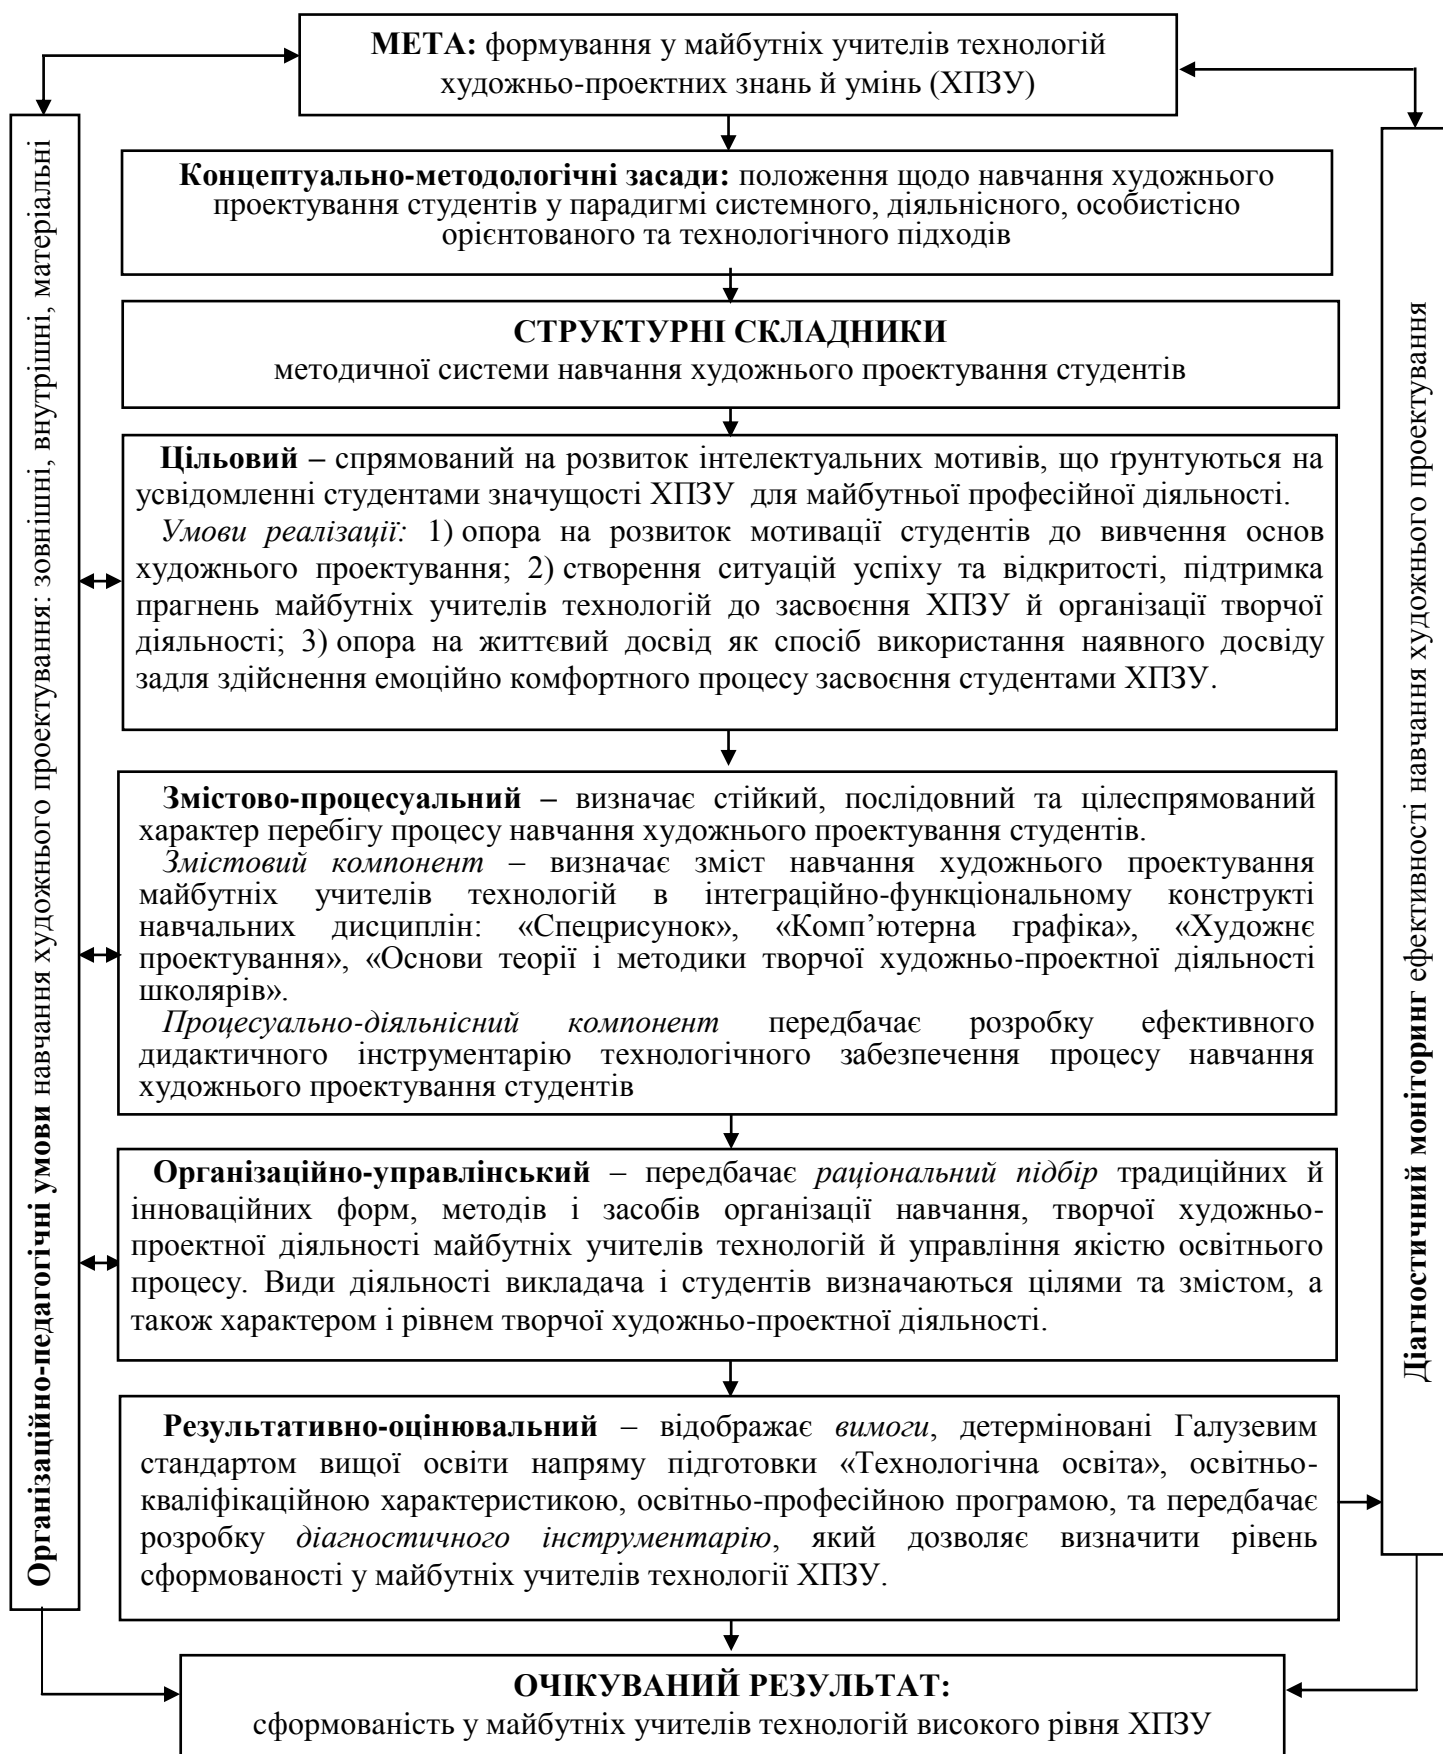 МЕТА: формування у майбутніх учителів технологій
художньо-проектних знань й умінь (ХПЗУ)
Організаційно-педагогічні умови навчання художнього проектування: зовнішні, внутрішні, матеріальні
Концептуально-методологічні засади: положення щодо навчання художнього
проектування студентів у парадигмі системного, діяльнісного, особистісно
орієнтованого та технологічного підходів
СТРУКТУРНІ СКЛАДНИКИ
методичної системи навчання художнього проектування студентів
Цільовий – спрямований на розвиток інтелектуальних мотивів, що ґрунтуються на
усвідомленні студентами значущості ХПЗУ для майбутньої професійної діяльності.
Умови реалізації: 1) опора на розвиток мотивації студентів до вивчення основ
художнього проектування; 2) створення ситуацій успіху та відкритості, підтримка
прагнень майбутніх учителів технологій до засвоєння ХПЗУ й організації творчої
діяльності; 3) опора на життєвий досвід як спосіб використання наявного досвіду
задля здійснення емоційно комфортного процесу засвоєння студентами ХПЗУ.
Змістово-процесуальний – визначає стійкий, послідовний та цілеспрямований
характер перебігу процесу навчання художнього проектування студентів.
Змістовий компонент – визначає зміст навчання художнього проектування
майбутніх учителів технологій в інтеграційно-функціональному конструкті
навчальних дисциплін: «Спецрисунок», «Комп’ютерна графіка», «Художнє
проектування», «Основи теорії і методики творчої художньо-проектної діяльності
школярів».
Процесуально-діяльнісний компонент передбачає розробку ефективного
дидактичного інструментарію технологічного забезпечення процесу навчання
художнього проектування студентів
Організаційно-управлінський – передбачає раціональний підбір традиційних й
інноваційних форм, методів і засобів організації навчання, творчої художньо-
проектної діяльності майбутніх учителів технологій й управління якістю освітнього
процесу. Види діяльності викладача і студентів визначаються цілями та змістом, а
також характером і рівнем творчої художньо-проектної діяльності.
Результативно-оцінювальний – відображає вимоги, детерміновані Галузевим
стандартом вищої освіти напряму підготовки «Технологічна освіта», освітньо-
кваліфікаційною характеристикою, освітньо-професійною програмою, та передбачає
розробку діагностичного інструментарію, який дозволяє визначити рівень
сформованості у майбутніх учителів технології ХПЗУ.
Діагностичний моніторинг ефективності навчання художнього проектування
ОЧІКУВАНИЙ РЕЗУЛЬТАТ:
сформованість у майбутніх учителів технологій високого рівня ХПЗУ